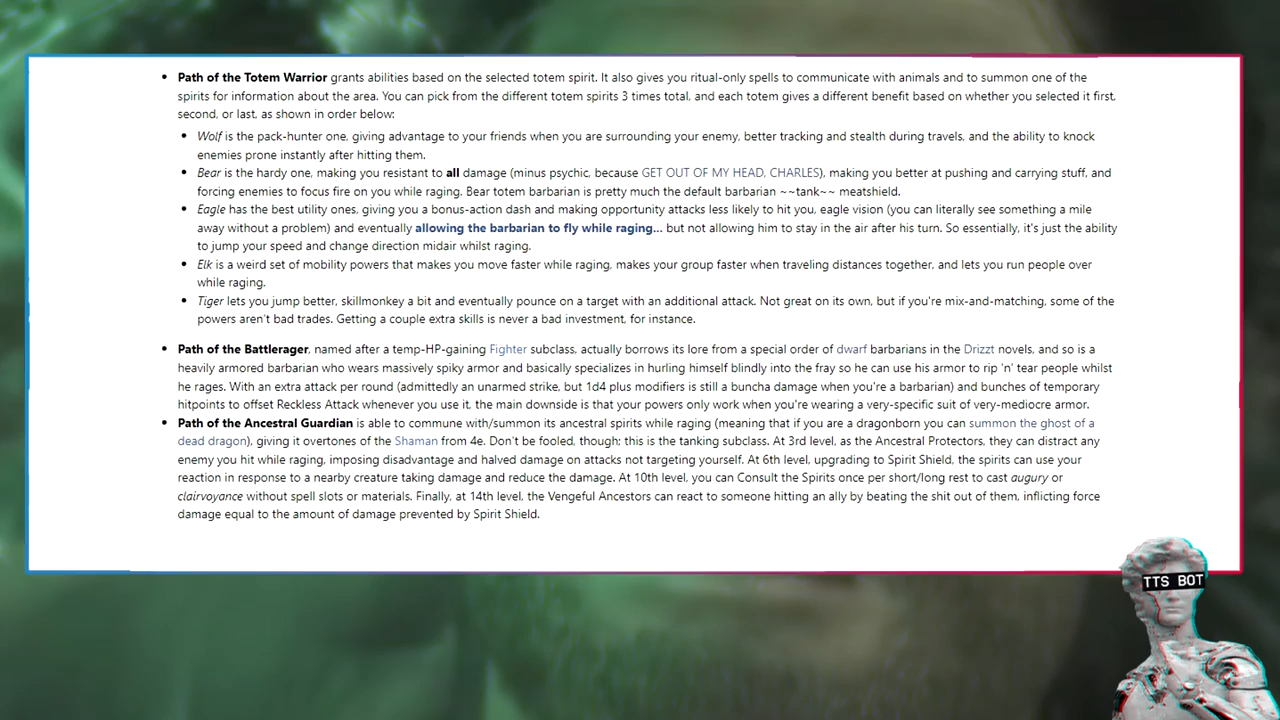 Path of the Totem Warrior grants abilities based on the selected totem spirit. It also gives you ritual-only spells to communicate with animals and to summon one of the
spirits for information about the area. You can pick from the different totem spirits 3 times total, and each totem gives a different benefit based on whether you selected it first,
second, or last, as shown in order below:
Wolf is the pack-hunter one, giving advantage to your friends when you are surrounding your enemy, better tracking and stealth during travels, and the ability to knock
enemies prone instantly after hitting them.
Bear is the hardy one, making you resistant to all damage (minus psychic, because GET OUT OF MY HEAD, CHARLES), making you better at pushing and carrying stuff, and
forcing enemies to focus fire on you while raging. Bear totem barbarian is pretty much the default barbarian ~~tank~~ meatshield.
Eagle has the best utility ones, giving you a bonus-action dash and making opportunity attacks less likely to hit you, eagle vision (you can literally see something a mile
away without a problem) and eventually allowing the barbarian to fly while raging... but not allowing him to stay in the air after his turn. So essentially, it's just the ability
to jump your speed and change direction midair whilst raging.
Elk is a weird set of mobility powers that makes you move faster while raging, makes your group faster when traveling distances together, and lets you run people over
while raging.
Tiger lets you jump better, skillmonkey a bit and eventually pounce on a target with an additional attack. Not great on its own, but if you're mix-and-matching, some of the
powers aren't bad trades. Getting a couple extra skills is never a bad investment, for instance.
Path of the Battlerager, named after a temp-HP-gaining Fighter subclass, actually borrows its lore from a special order of dwarf barbarians in the Drizzt novels, and so is a
heavily armored barbarian who wears massively spiky armor and basically specializes in hurling himself blindly into the fray so he can use his armor to rip 'n' tear people whilst
he rages. With an extra attack per round (admittedly an unarmed strike, but 1d4 plus modifiers is still a buncha damage when you're a barbarian) and bunches of temporary
hitpoints to offset Reckless Attack whenever you use it, the main downside is that your powers only work when you're wearing a very-specific suit of very-mediocre armor.
Path of the Ancestral Guardian is able to commune with/summon its ancestral spirits while raging (meaning that if you are a dragonborn you can summon the ghost of a
dead dragon), giving it overtones of the Shaman from 4e. Don't be fooled, though: this is the tanking subclass. At 3rd level, as the Ancestral Protectors, they can distract any
enemy you hit while raging, imposing disadvantage and halved damage on attacks not targeting yourself. At 6th level, upgrading to Spirit Shield, the spirits can use your
reaction in response to a nearby creature taking damage and reduce the damage. At 10th level, you can Consult the Spirits once per short/long rest to cast augury or
clairvoyance without spell slots or materials. Finally, at 14th level, the Vengeful Ancestors can react to someone hitting an ally by beating the shit out of them, inflicting force
damage equal to the amount of damage prevented by Spirit Shield.
TTS BOT